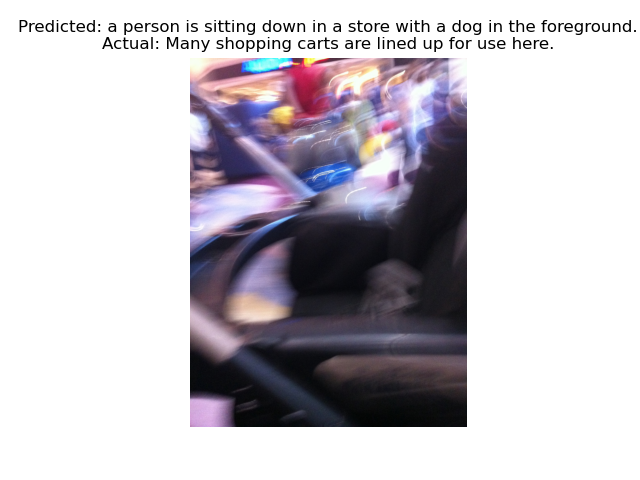 Predicted: a person is sitting down in a store with a dog in the foreground.
Actual: Many shopping carts are lined up for use here.